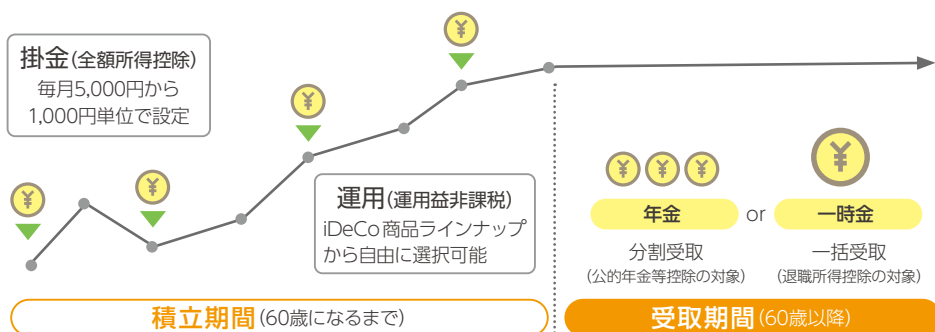 掛金(全額所得控除)
毎月5,000円から
1,000円単位で設定
¥
¥
¥
¥
運用(運用益非課税)
iDeCo商品ラインナップ
から自由に選択可能
¥ ¥ ¥
¥
年金 or 一時金
分割受取
(公的年金等控除の対象)
一括受取
(退職所得控除の対象)
積立期間(60歳になるまで)
受取期間(60歳以降)